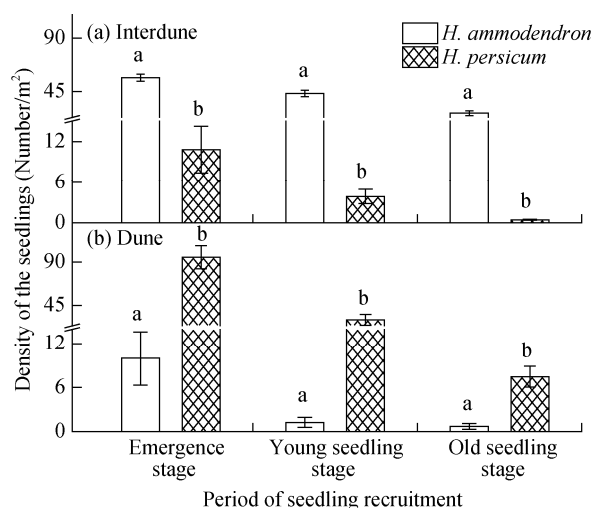 Density of the seedlings (Number/m²)
(a) Interdune
H. ammodendron
H. persicum
90
45
12
6
0
a
b
a
b
a
b
(b) Dune
90
45
12
6
0
a
b
a
b
a
b
Emergence stage
Young seedling stage
Old seedling stage
Period of seedling recruitment